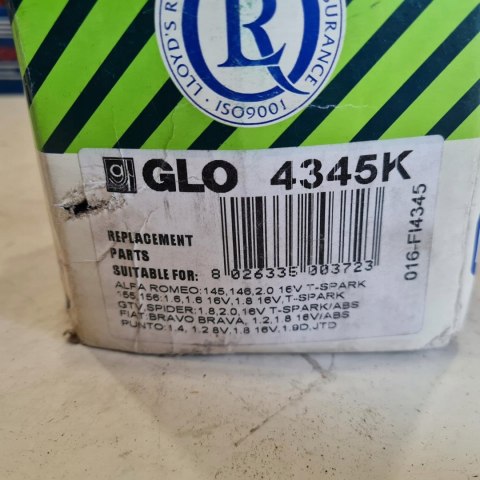 LLOYD'S R
URANCE
LR
ISO9001
GLO 4345K
REPLACEMENT
PARTS
SUITABLE FOR:
8 026335 003723
016-FI4345
ALFA ROMEO:145,146,2.0 16V T-SPARK
155,156:1.6,1.6 16V,1.8 16V,T-SPARK
GTV,SPIDER:1.8,2.0,16V T-SPARK/ABS
FIAT:BRAVO BRAVA, 1.2,1.8 16V/ABS
PUNTO:1.4, 1.2 8V,1.8 16V,1.9D,JTD